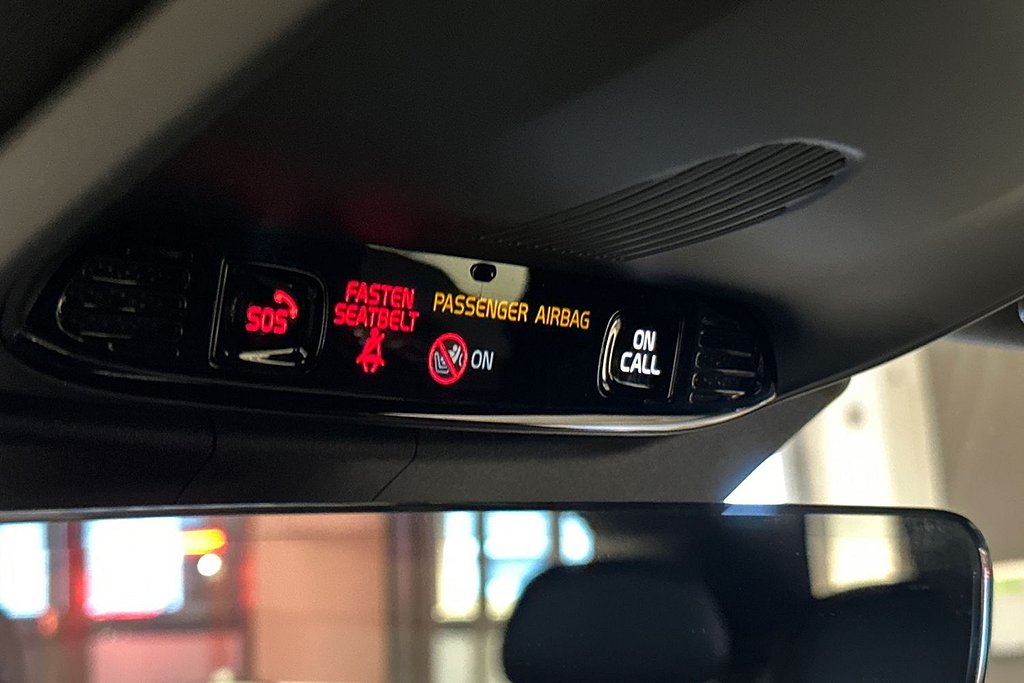 SOS
FASTEN
SEATBELT
PASSENGER AIRBAG
ON
ON
CALL